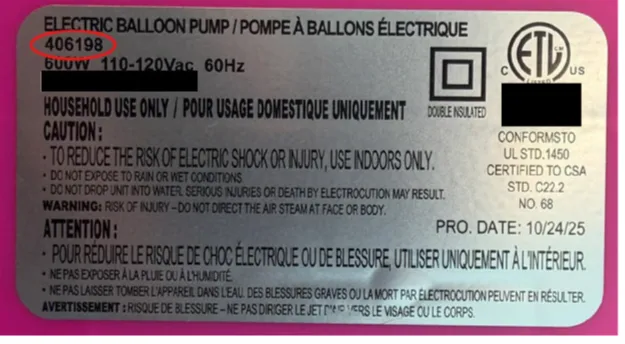 ELECTRIC BALLOON PUMP / POMPE À BALLONS ÉLECTRIQUE
406198
600W 110-120Vac 60Hz
HOUSEHOLD USE ONLY / POUR USAGE DOMESTIQUE UNIQUEMENT
DOUBLE INSULATED
CAUTION :
· TO REDUCE THE RISK OF ELECTRIC SHOCK OR INJURY, USE INDOORS ONLY.
· DO NOT EXPOSE TO RAIN OR WET CONDITIONS
· DO NOT DROP UNIT INTO WATER. SERIOUS INJURIES OR DEATH BY ELECTROCUTION MAY RESULT.
WARNING: RISK OF INJURY – DO NOT DIRECT THE AIR STEAM AT FACE OR BODY.
ETL
CM
LISTED
C US
CONFORMSTO
UL STD.1450
CERTIFIED TO CSA
STD. C22.2
NO. 68
PRO. DATE: 10/24/25
ATTENTION :
· POUR RÉDUIRE LE RISQUE DE CHOC ÉLECTRIQUE OU DE BLESSURE, UTILISER UNIQUEMENT À L'INTÉRIEUR.
· NE PAS EXPOSER À LA PLUIE OU À L'HUMIDITÉ.
· NE PAS LAISSER TOMBER L'APPAREIL DANS L'EAU. DES BLESSURES GRAVES OU LA MORT PAR ÉLECTROCUTION PEUVENT EN RÉSULTER.
AVERTISSEMENT : RISQUE DE BLESSURE – NE PAS DIRIGER LE JET D'AIR VERS LE VISAGE OU LE CORPS.